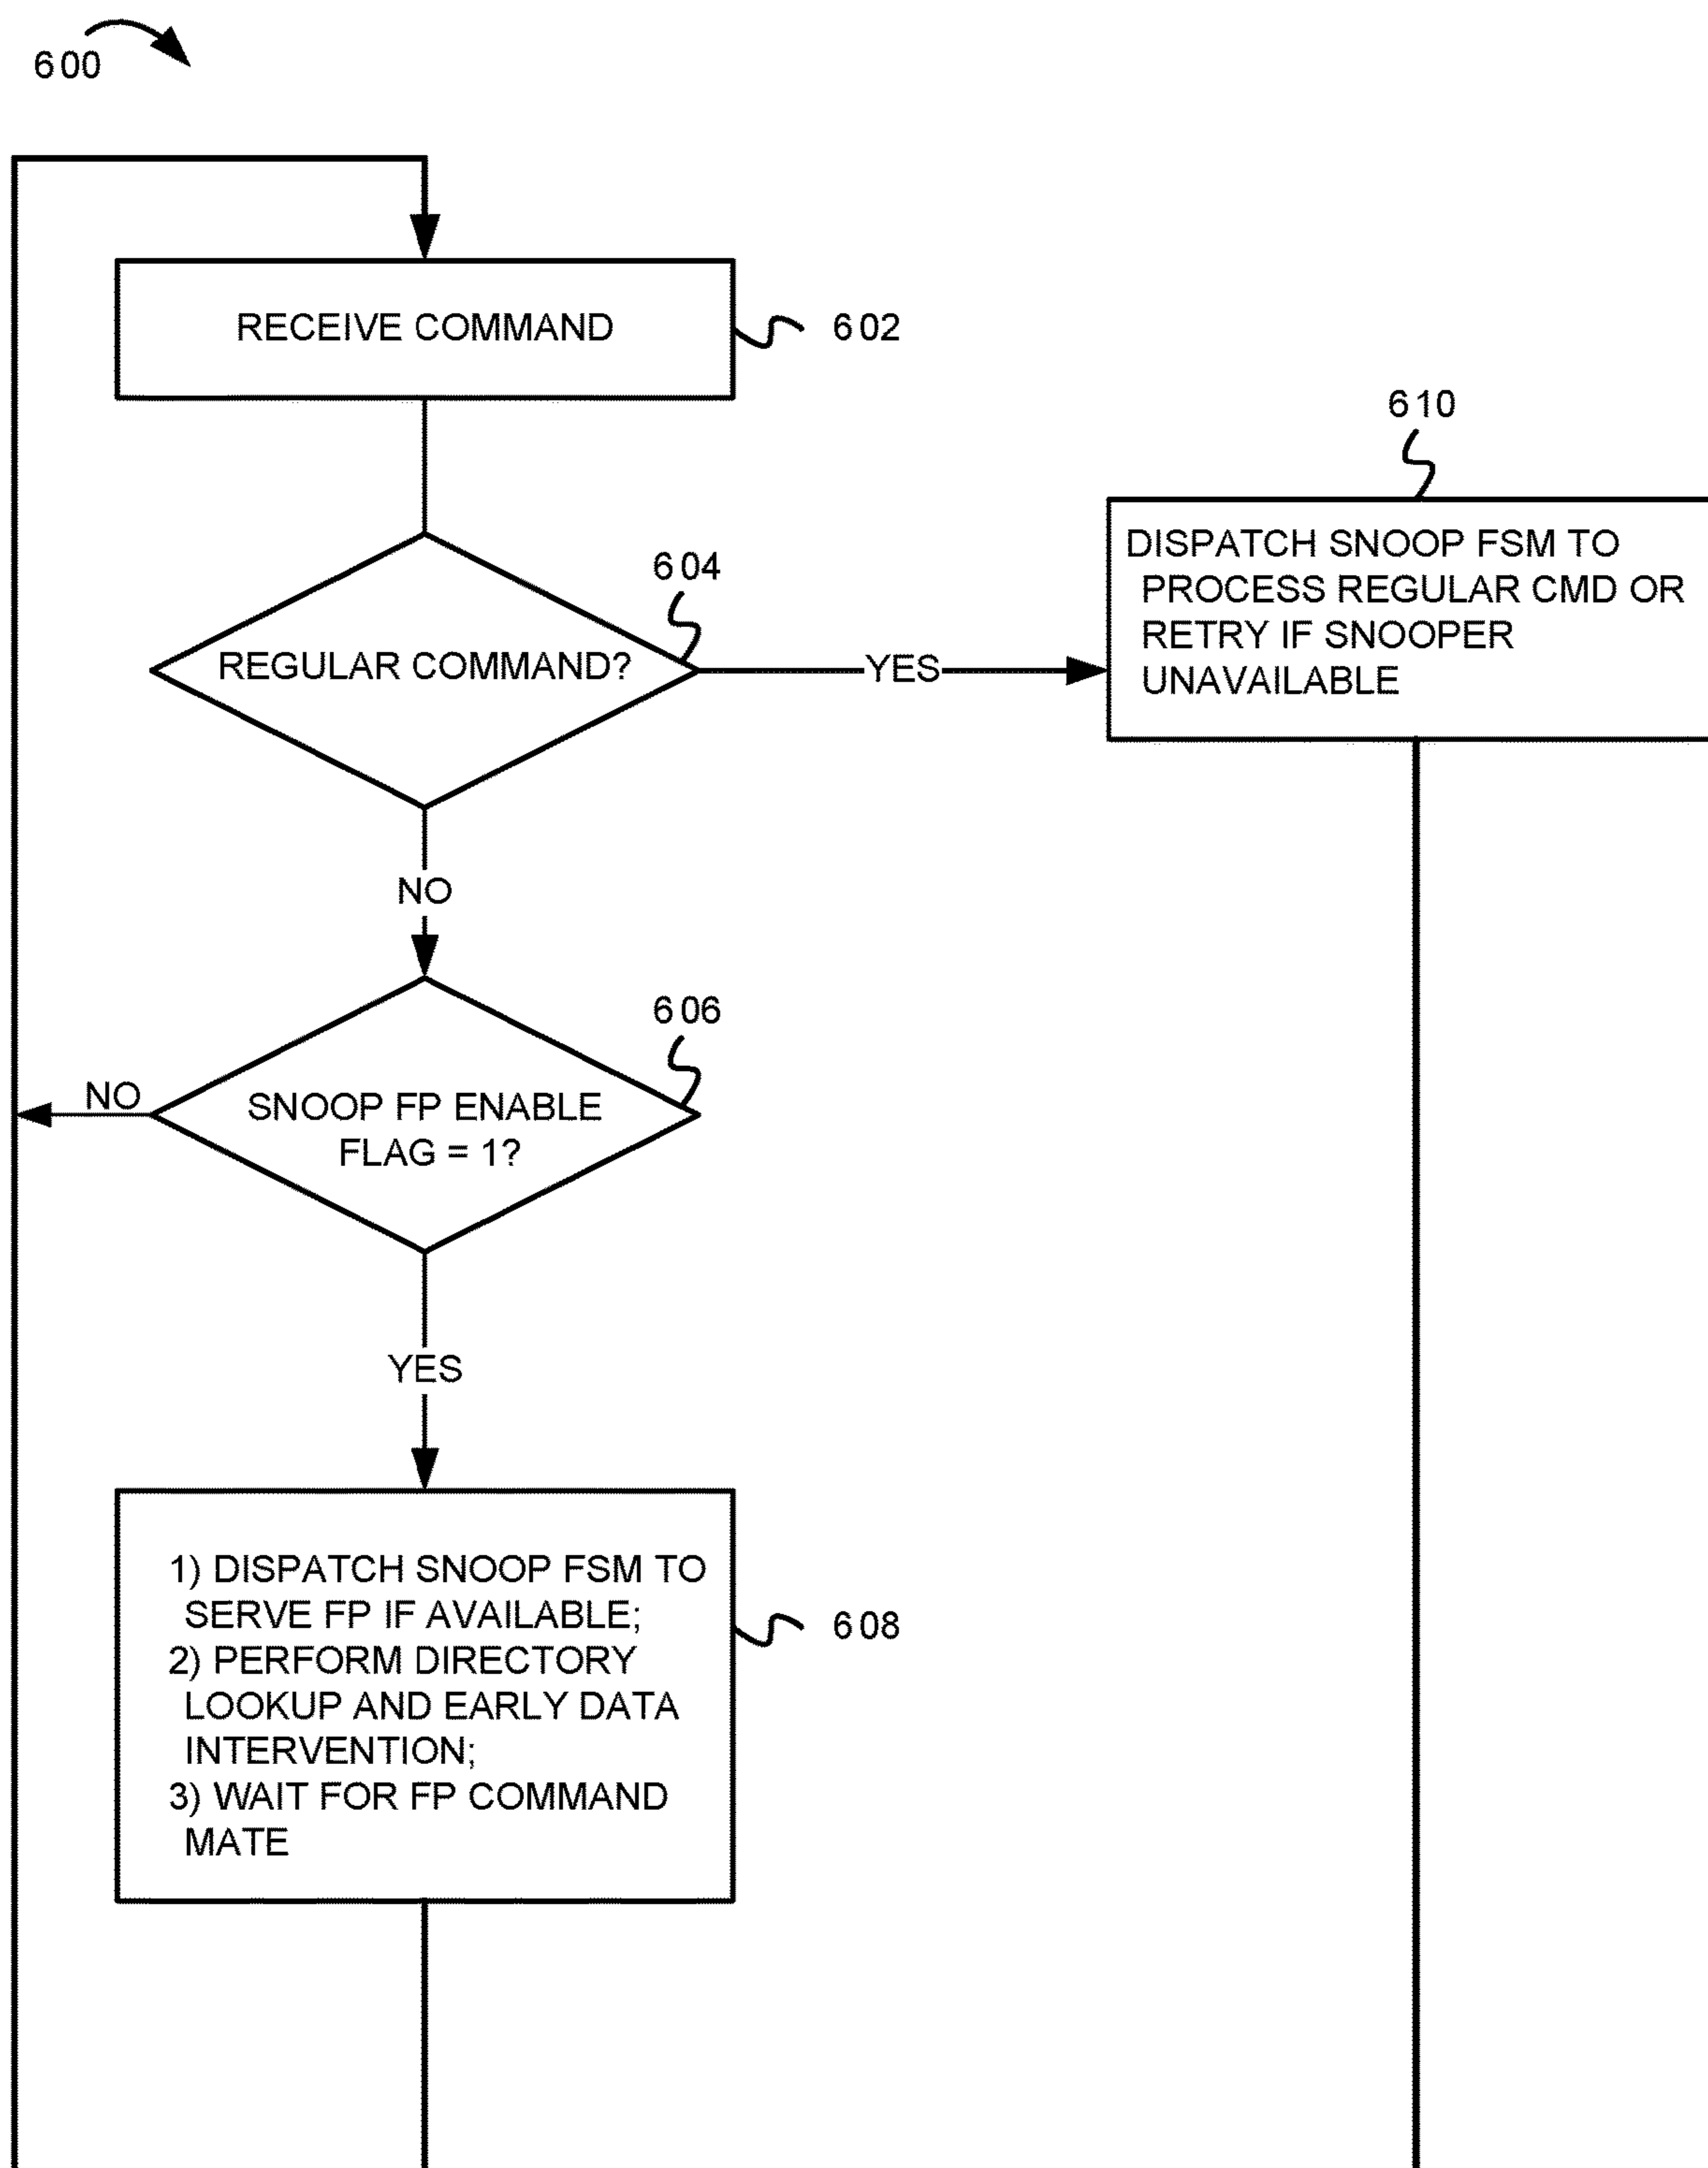 600
RECEIVE COMMAND
602
610
DISPATCH SNOOP FSM TO
PROCESS REGULAR CMD OR
RETRY IF SNOOPER
UNAVAILABLE
604
REGULAR COMMAND?
YES
NO
606
SNOOP FP ENABLE
FLAG = 1?
NO
YES
1) DISPATCH SNOOP FSM TO
SERVE FP IF AVAILABLE;
2) PERFORM DIRECTORY
LOOKUP AND EARLY DATA
INTERVENTION;
3) WAIT FOR FP COMMAND
MATE
608